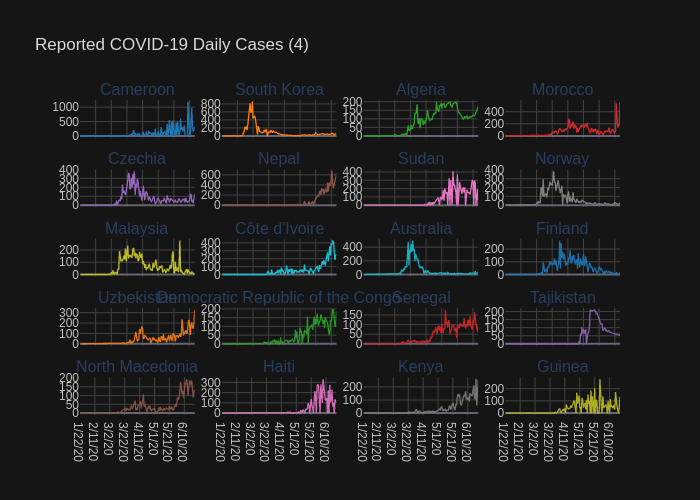 Reported COVID-19 Daily Cases (4)
Cameroon South Korea Algeria Morocco
1000 500 0
800 600 400 200 0
200 150 100 50 0
400 200 0
Czechia Nepal Sudan Norway
400 300 200 100 0
600 400 200 0
400 300 200 100 0
400 300 200 100 0
Malaysia Côte d'Ivoire Australia Finland
200 100 0
400 300 200 100 0
400 200 0
200 100 0
Uzbekistan Democratic Republic of the Congo Senegal Tajikistan
300 200 100 0
200 150 100 50 0
150 100 50 0
200 150 100 50 0
North Macedonia Haiti Kenya Guinea
200 150 100 50 0
300 200 100 0
200 100 0
200 100 0
1/22/20 2/11/20 3/2/20 3/22/20 4/11/20 5/1/20 5/21/20 6/10/20
1/22/20 2/11/20 3/2/20 3/22/20 4/11/20 5/1/20 5/21/20 6/10/20
1/22/20 2/11/20 3/2/20 3/22/20 4/11/20 5/1/20 5/21/20 6/10/20
1/22/20 2/11/20 3/2/20 3/22/20 4/11/20 5/1/20 5/21/20 6/10/20